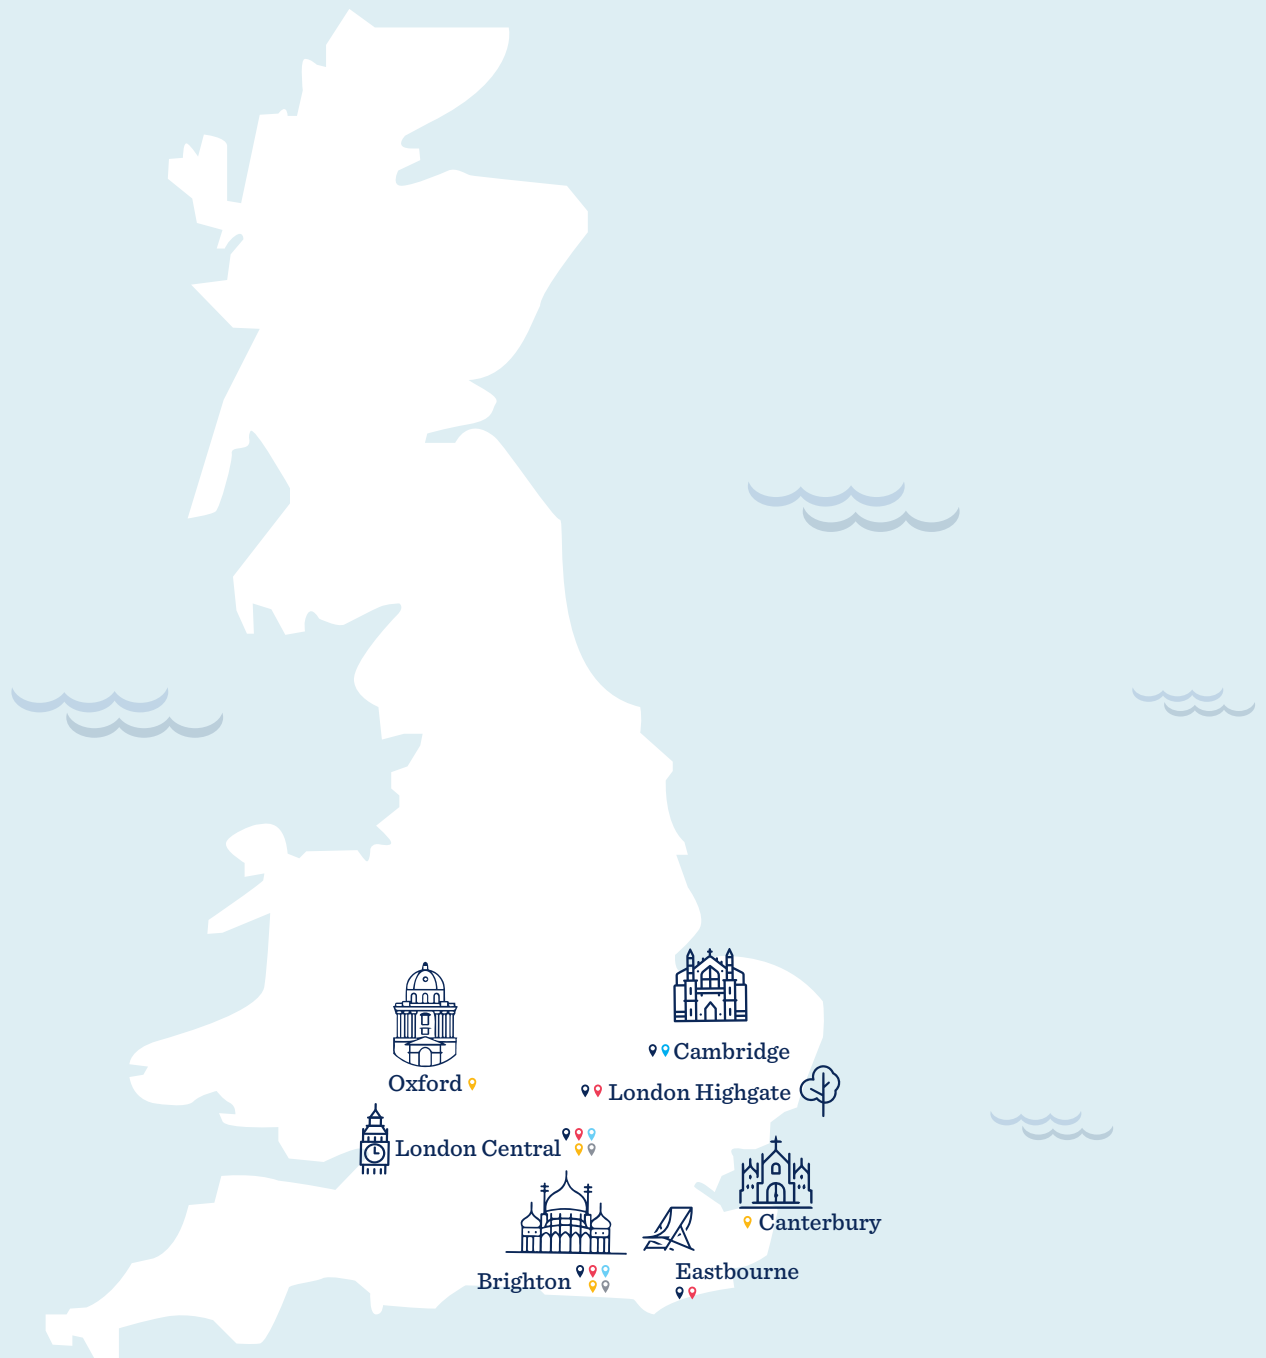 Cambridge
Oxford
London Highgate
London Central
Canterbury
Eastbourne
Brighton